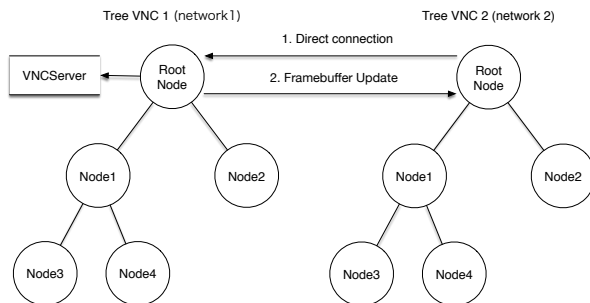 Tree VNC 1 (network1)
Tree VNC 2 (network 2)
1. Direct connection
VNCServer
Root
Node
2. Framebuffer Update
Root
Node
Node1
Node2
Node1
Node2
Node3
Node4
Node3
Node4